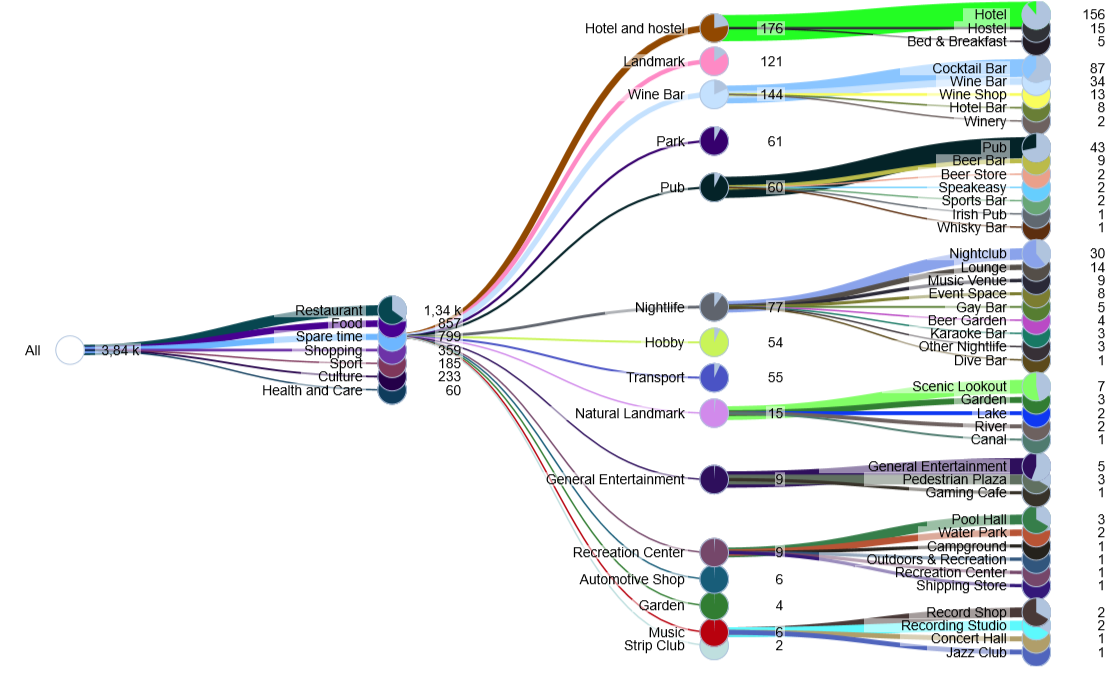 All 3,84 k
Restaurant 1,34 k
Food 857
Spare time 799
Shopping 359
Sport 185
Culture 233
Health and Care 60
Hotel and hostel 176
Landmark 121
Wine Bar 144
Park 61
Pub 60
Nightlife 77
Hobby 54
Transport 55
Natural Landmark 15
General Entertainment 9
Recreation Center 9
Automotive Shop 6
Garden 4
Music 6
Strip Club 2
Hotel 156
Hostel 15
Bed & Breakfast 5
Cocktail Bar 87
Wine Bar 34
Wine Shop 13
Hotel Bar 8
Winery 2
Pub 43
Beer Bar 9
Beer Store 2
Speakeasy 2
Sports Bar 2
Irish Pub 1
Whisky Bar 1
Nightclub 30
Lounge 14
Music Venue 9
Event Space 8
Gay Bar 5
Beer Garden 4
Karaoke Bar 3
Other Nightlife 3
Dive Bar 1
Scenic Lookout 7
Garden 3
Lake 2
River 2
Canal 1
General Entertainment 5
Pedestrian Plaza 3
Gaming Cafe 1
Pool Hall 3
Water Park 2
Campground 1
Outdoors & Recreation 1
Recreation Center 1
Shipping Store 1
Record Shop 2
Recording Studio 2
Concert Hall 1
Jazz Club 1